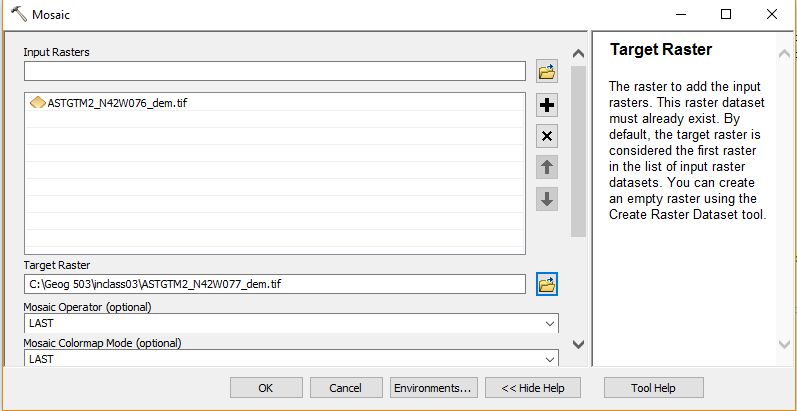 Mosaic
Input Rasters
ASTGTM2_N42W076_dem.tif
Target Raster
C:\Geog 503\inclass03\ASTGTM2_N42W077_dem.tif
Mosaic Operator (optional)
LAST
Mosaic Colormap Mode (optional)
LAST
Target Raster
The raster to add the input
rasters. This raster dataset
must already exist. By
default, the target raster is
considered the first raster
in the list of input raster
datasets. You can create
an empty raster using the
Create Raster Dataset tool.
OK
Cancel
Environments...
<< Hide Help
Tool Help